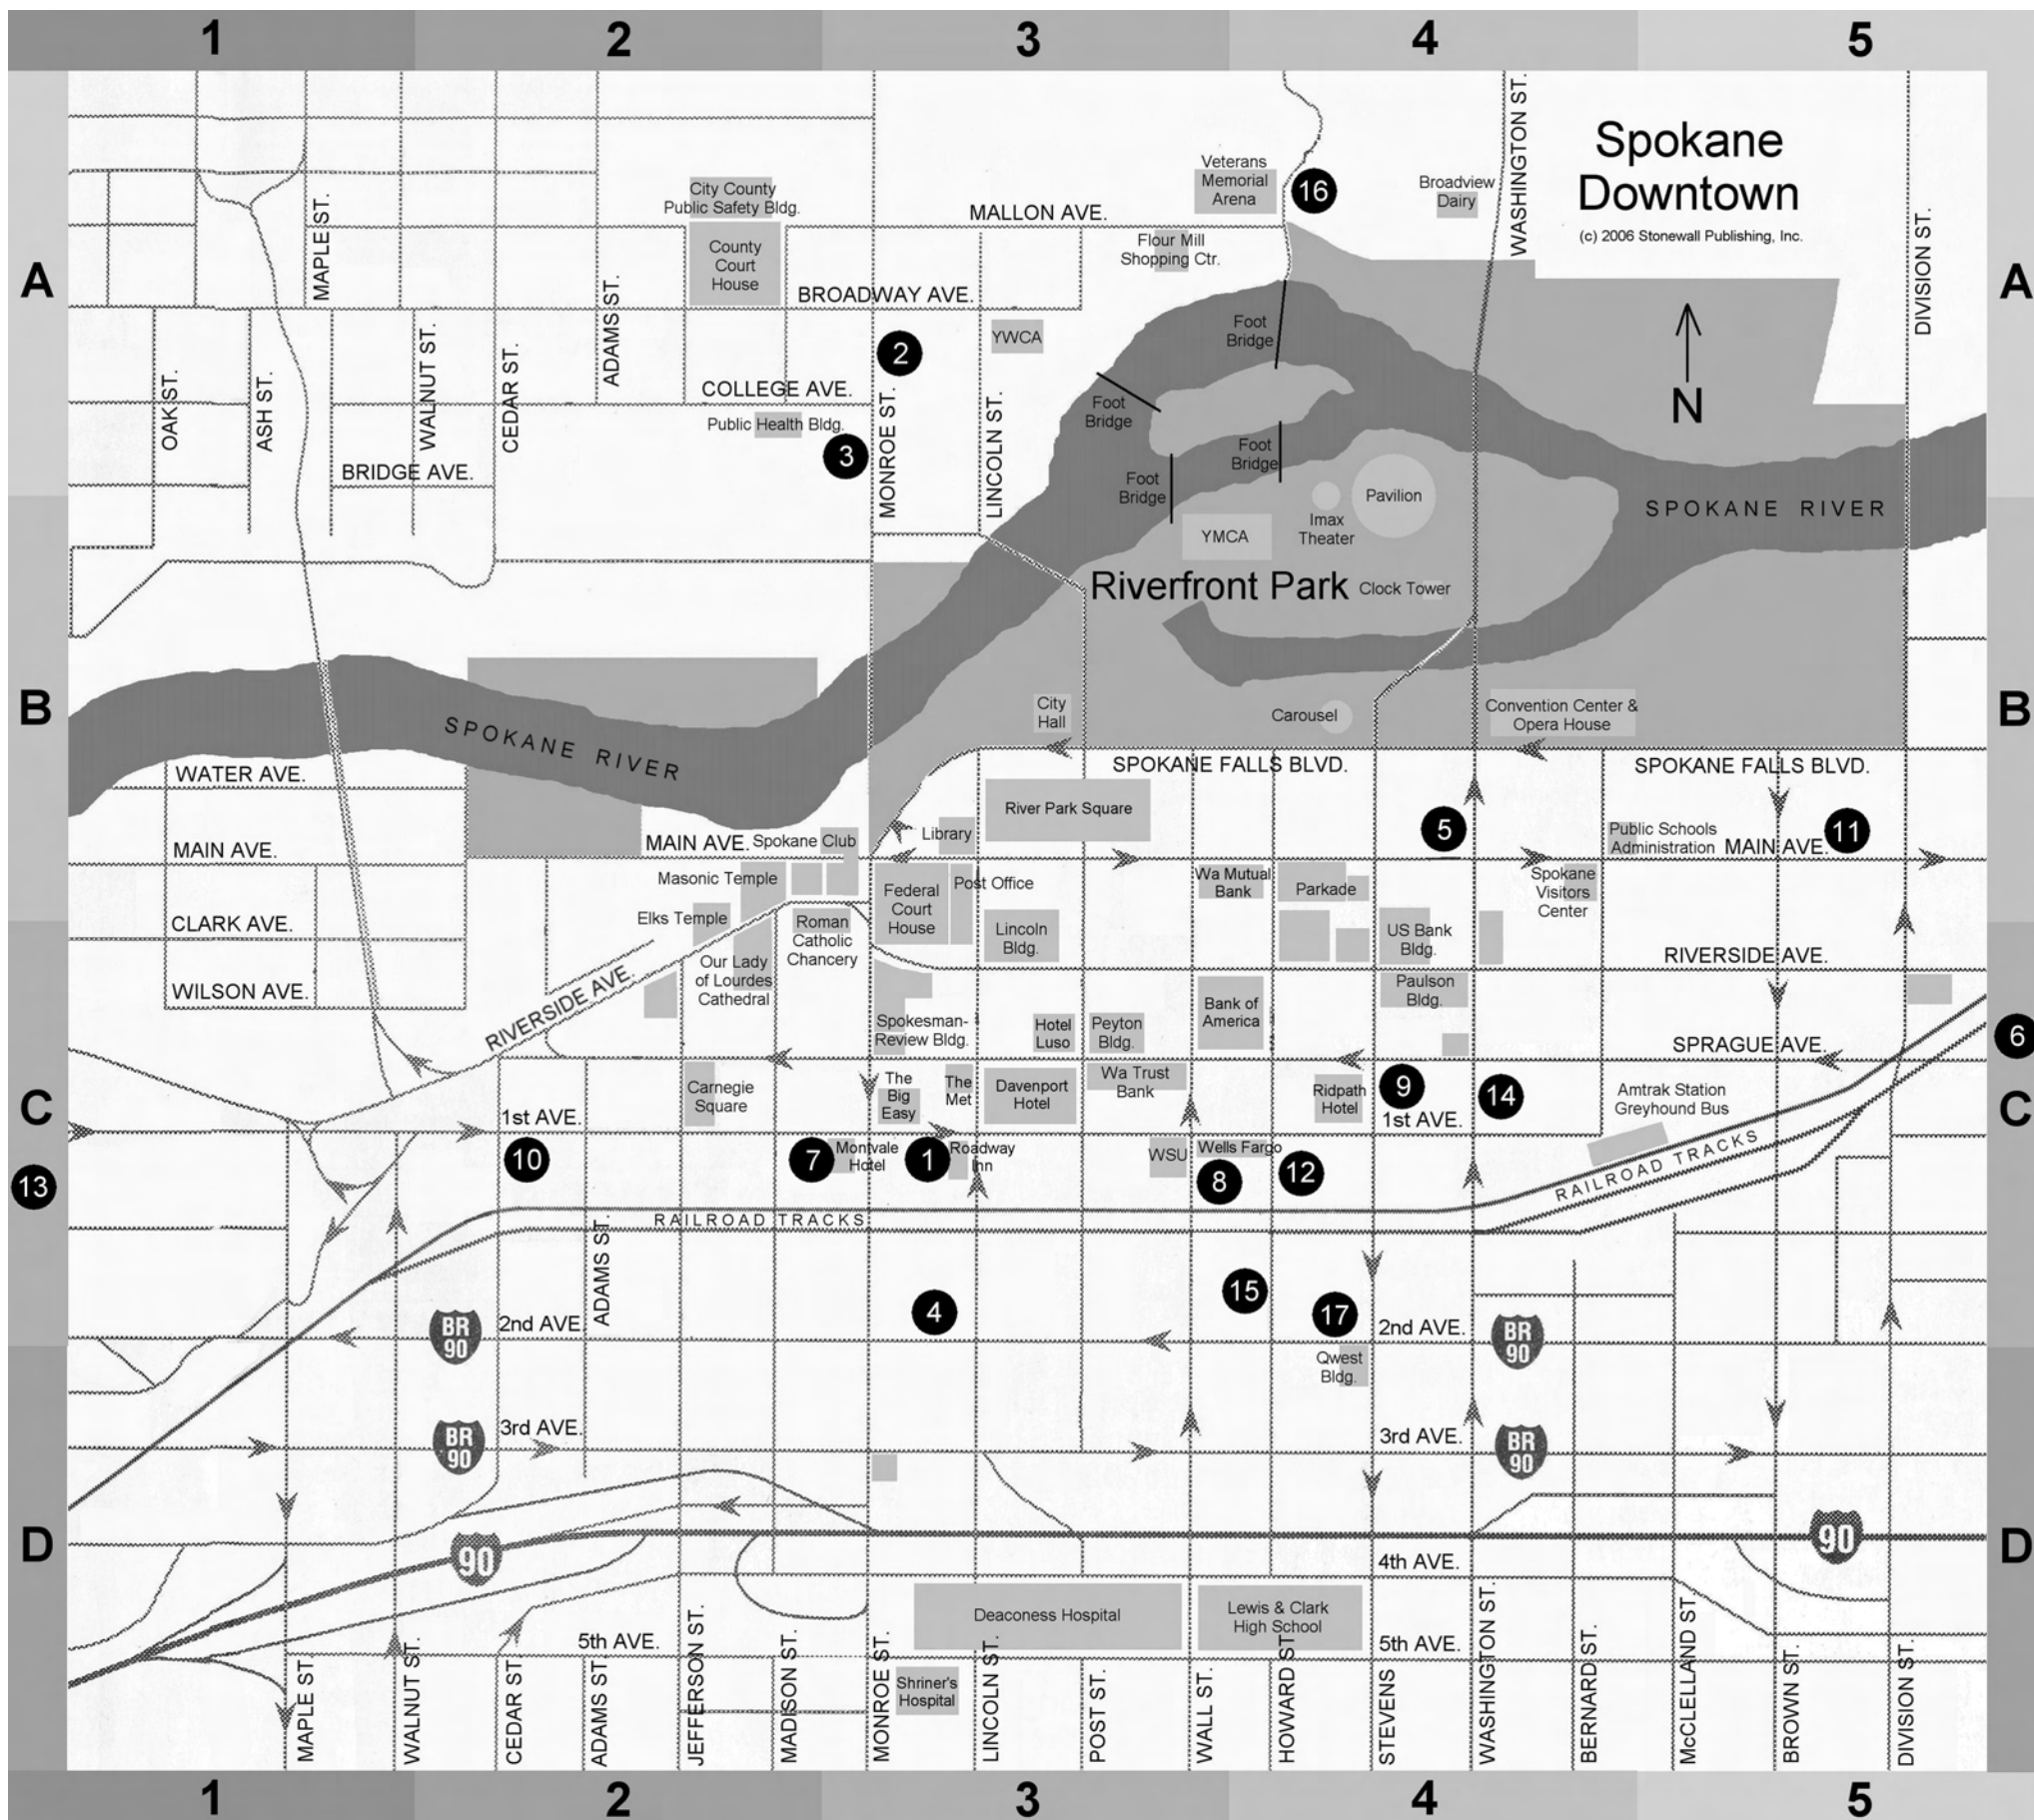 1
2
3
4
5
A
B
C
D
A
B
C
D
1
2
3
4
5
Spokane
Downtown
(c) 2006 Stonewall Publishing, Inc.
N
WASHINGTON ST.
DIVISION ST.
Veterans
Memorial
Arena
16
Broadview
Dairy
City County
Public Safety Bldg.
MALLON AVE.
MAPLE ST.
County
Court
House
Flour Mill
Shopping Ctr.
BROADWAY AVE.
ADAMS ST.
YWCA
2
Foot
Bridge
OAK ST.
ASH ST.
WALNUT ST.
CEDAR ST.
COLLEGE AVE.
MONROE ST.
LINCOLN ST.
Foot
Bridge
Public Health Bldg.
3
Foot
Bridge
BRIDGE AVE.
Foot
Bridge
Pavilion
Imax
Theater
YMCA
SPOKANE RIVER
Riverfront Park
Clock Tower
City
Hall
Carousel
Convention Center &
Opera House
SPOKANE RIVER
WATER AVE.
SPOKANE FALLS BLVD.
SPOKANE FALLS BLVD.
River Park Square
MAIN AVE.
MAIN AVE.
Spokane Club
Library
5
Public Schools
Administration
MAIN AVE.
11
Masonic Temple
Federal
Court
House
Post Office
Wa Mutual
Bank
Parkade
Spokane
Visitors
Center
CLARK AVE.
Elks Temple
Roman
Catholic
Chancery
Lincoln
Bldg.
US Bank
Bldg.
Our Lady
of Lourdes
Cathedral
RIVERSIDE AVE.
WILSON AVE.
RIVERSIDE AVE.
Paulson
Bldg.
Bank of
America
Spokesman-
Review Bldg.
Hotel
Luso
Peyton
Bldg.
SPRAGUE AVE.
6
Carnegie
Square
The
Big
Easy
The
Met
Davenport
Hotel
Wa Trust
Bank
Ridpath
Hotel
9
14
Amtrak Station
Greyhound Bus
1st AVE.
1st AVE.
10
7
Montvale
Hotel
1
Roadway
Inn
WSU
Wells Fargo
8
12
13
RAILROAD TRACKS
RAILROAD TRACKS
ADAMS ST.
4
15
17
BR
90
2nd AVE.
2nd AVE.
BR
90
Qwest
Bldg.
BR
90
3rd AVE.
3rd AVE.
BR
90
90
90
4th AVE.
Deaconess Hospital
Lewis & Clark
High School
5th AVE.
5th AVE.
Shriner's
Hospital
MAPLE ST.
WALNUT ST.
CEDAR ST.
ADAMS ST.
JEFFERSON ST.
MADISON ST.
MONROE ST.
LINCOLN ST.
POST ST.
WALL ST.
HOWARD ST
STEVENS
WASHINGTON ST.
BERNARD ST.
McCLELLAND ST.
BROWN ST.
DIVISION ST.